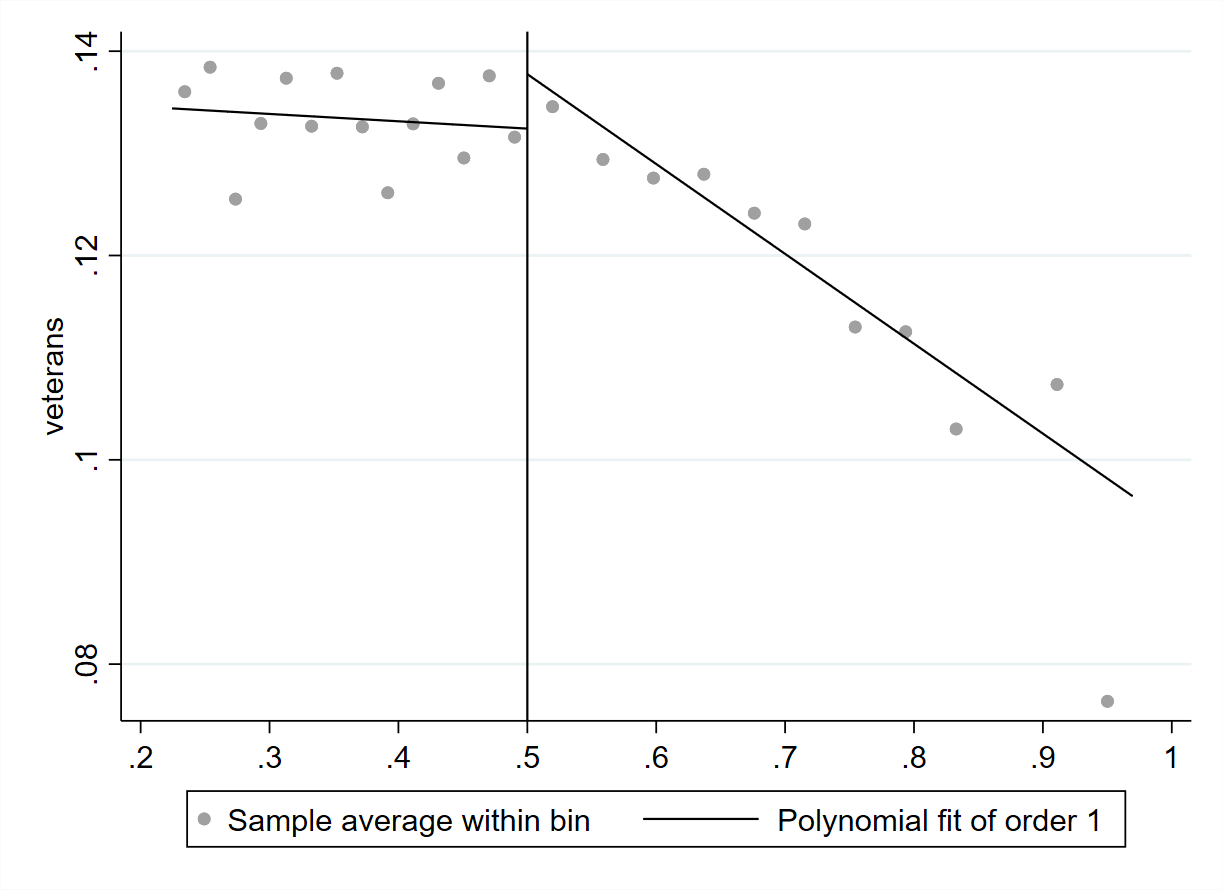 .14
.12
.1
.08
veterans
.2 .3 .4 .5 .6 .7 .8 .9 1
Sample average within bin Polynomial fit of order 1